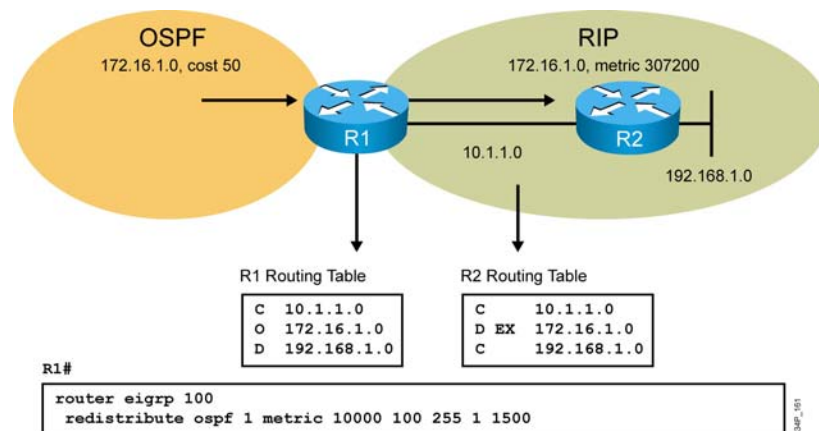 OSPF
172.16.1.0, cost 50
RIP
172.16.1.0, metric 307200
R1
R2
10.1.1.0
192.168.1.0
R1 Routing Table
C 10.1.1.0
O 172.16.1.0
D 192.168.1.0
R2 Routing Table
C 10.1.1.0
D EX 172.16.1.0
C 192.168.1.0
R1#
router eigrp 100
redistribute ospf 1 metric 10000 100 255 1 1500